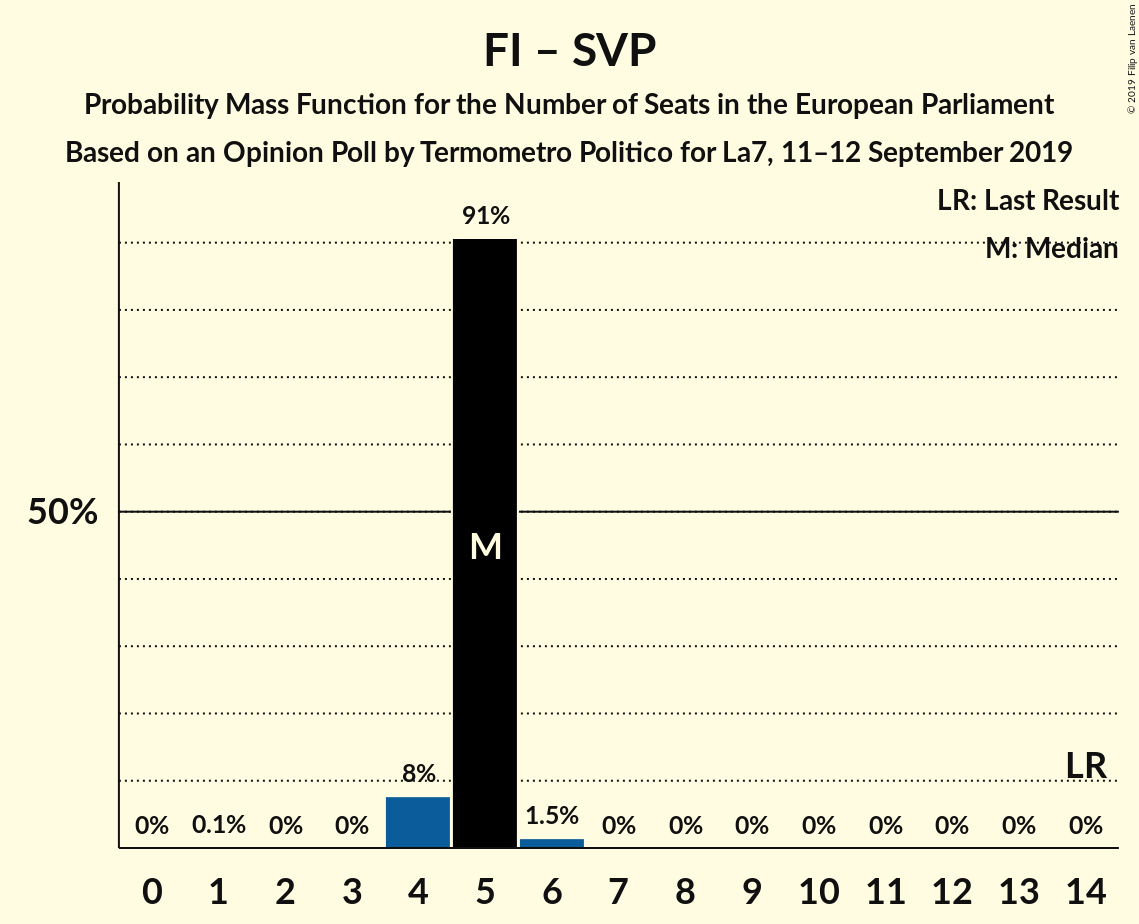 FI – SVP
Probability Mass Function for the Number of Seats in the European Parliament
Based on an Opinion Poll by Termometro Politico for La7, 11–12 September 2019
© 2019 Filip van Laenen
LR: Last Result
M: Median
91%
50%
M
LR
8%
0% 0.1% 0% 0% 1.5% 0% 0% 0% 0% 0% 0% 0% 0%
0 1 2 3 4 5 6 7 8 9 10 11 12 13 14